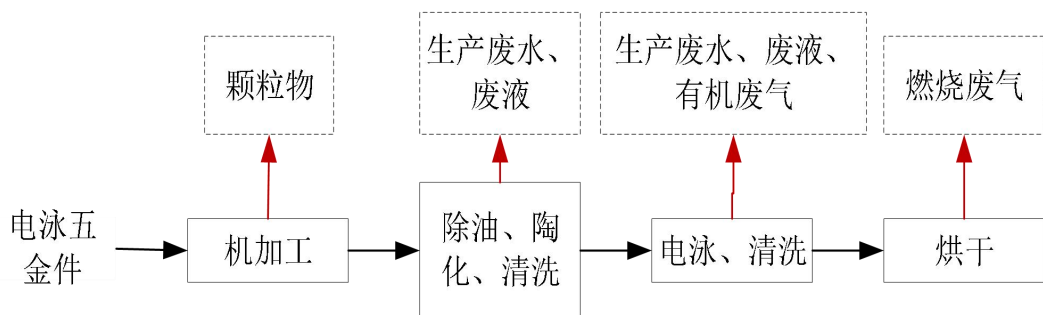 颗粒物
生产废水、
废液
生产废水、废液、
有机废气
燃烧废气
电泳五
金件
机加工
除油、陶
化、清洗
电泳、清洗
烘干